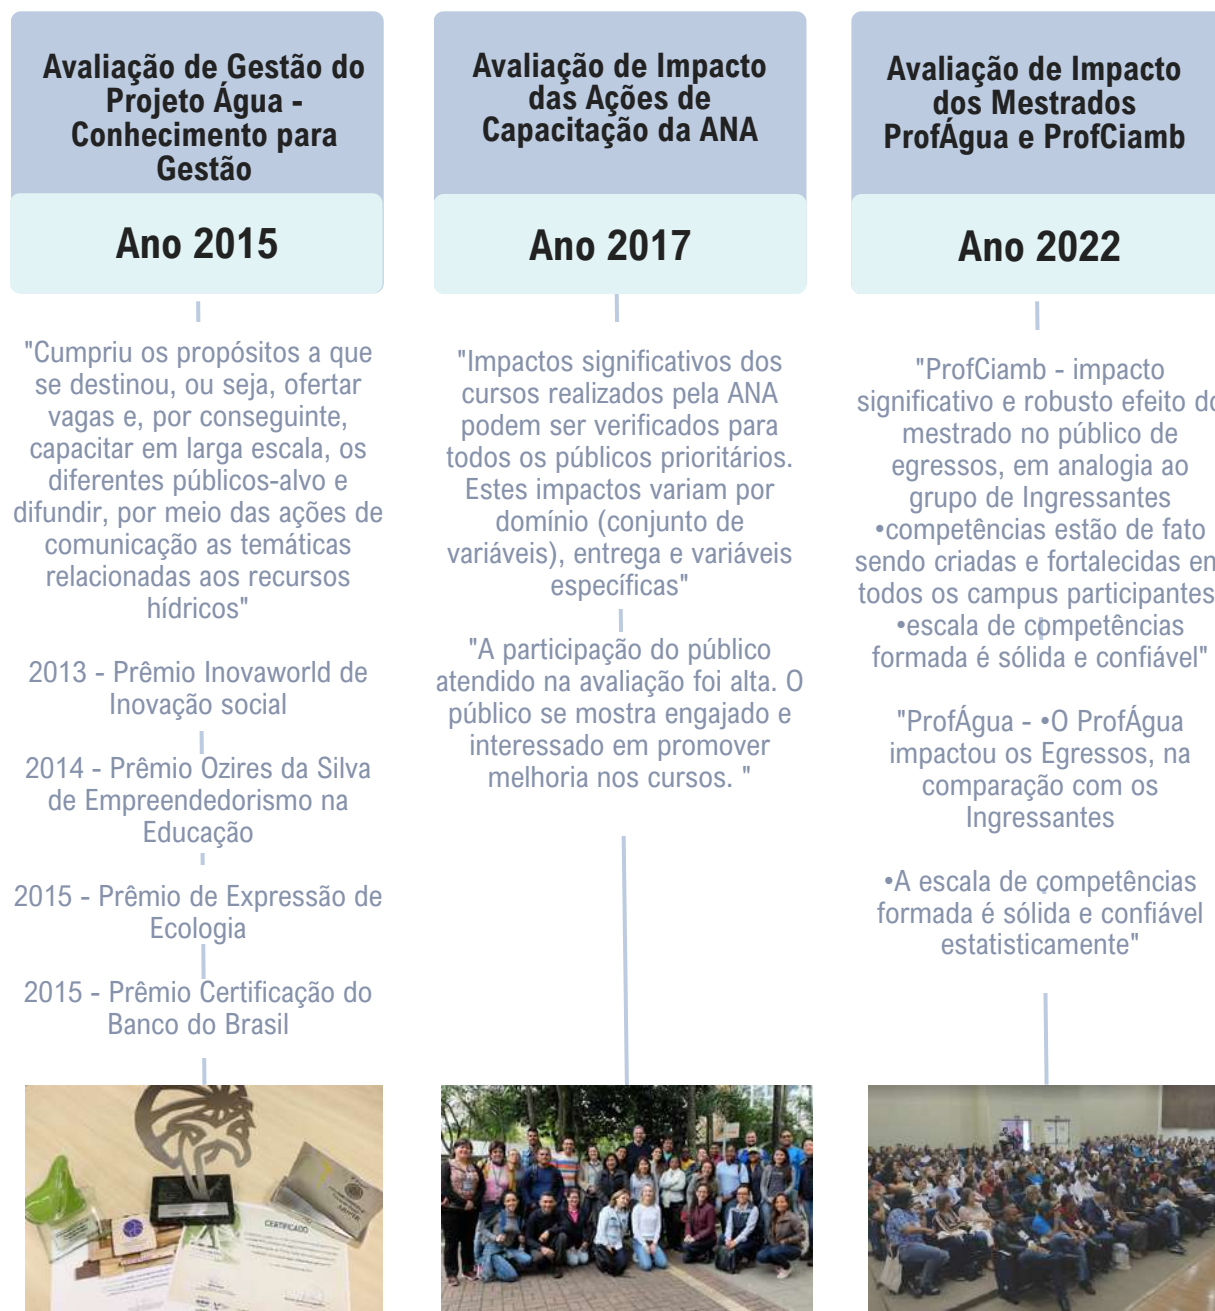 Avaliação de Gestão do
Projeto Água -
Conhecimento para
Gestão
Ano 2015
"Cumpriu os propósitos a que
se destinou, ou seja, ofertar
vagas e, por conseguinte,
capacitar em larga escala, os
diferentes públicos-alvo e
difundir, por meio das ações de
comunicação as temáticas
relacionadas aos recursos
hídricos"
2013 - Prêmio Inovaworld de
Inovação social
2014 - Prêmio Ozires da Silva
de Empreendedorismo na
Educação
2015 - Prêmio de Expressão de
Ecologia
2015 - Prêmio Certificação do
Banco do Brasil
CERTIFICADO
Avaliação de Impacto
das Ações de
Capacitação da ANA
Ano 2017
"Impactos significativos dos
cursos realizados pela ANA
podem ser verificados para
todos os públicos prioritários.
Estes impactos variam por
domínio (conjunto de
variáveis), entrega e variáveis
específicas"
"A participação do público
atendido na avaliação foi alta. O
público se mostra engajado e
interessado em promover
melhoria nos cursos. "
Avaliação de Impacto
dos Mestrados
ProfÁgua e ProfCiamb
Ano 2022
"ProfCiamb - impacto
significativo e robusto efeito do
mestrado no público de
egressos, em analogia ao
grupo de Ingressantes
•competências estão de fato
sendo criadas e fortalecidas em
todos os campus participantes
•escala de competências
formada é sólida e confiável"
"ProfÁgua - •O ProfÁgua
impactou os Egressos, na
comparação com os
Ingressantes
•A escala de competências
formada é sólida e confiável
estatisticamente"